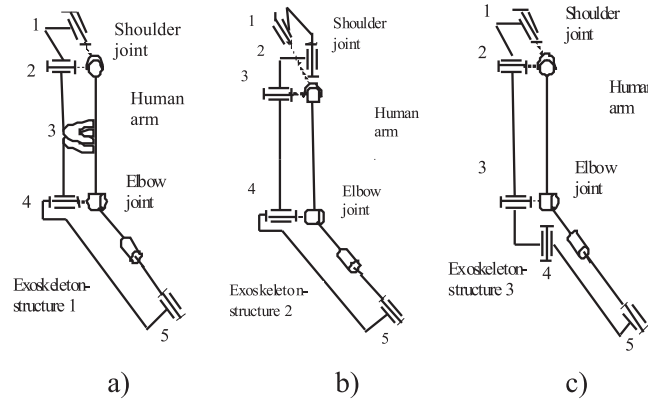 1
Shoulder
joint
2
Human
arm
3
4
Elbow
joint
Exoskeleton-
structure 1
5
a)
1
Shoulder
joint
2
3
Human
arm
4
Elbow
joint
Exoskeleton-
structure 2
5
b)
1
Shoulder
joint
2
Human
arm
3
Elbow
joint
4
Exoskeleton-
structure 3
5
c)